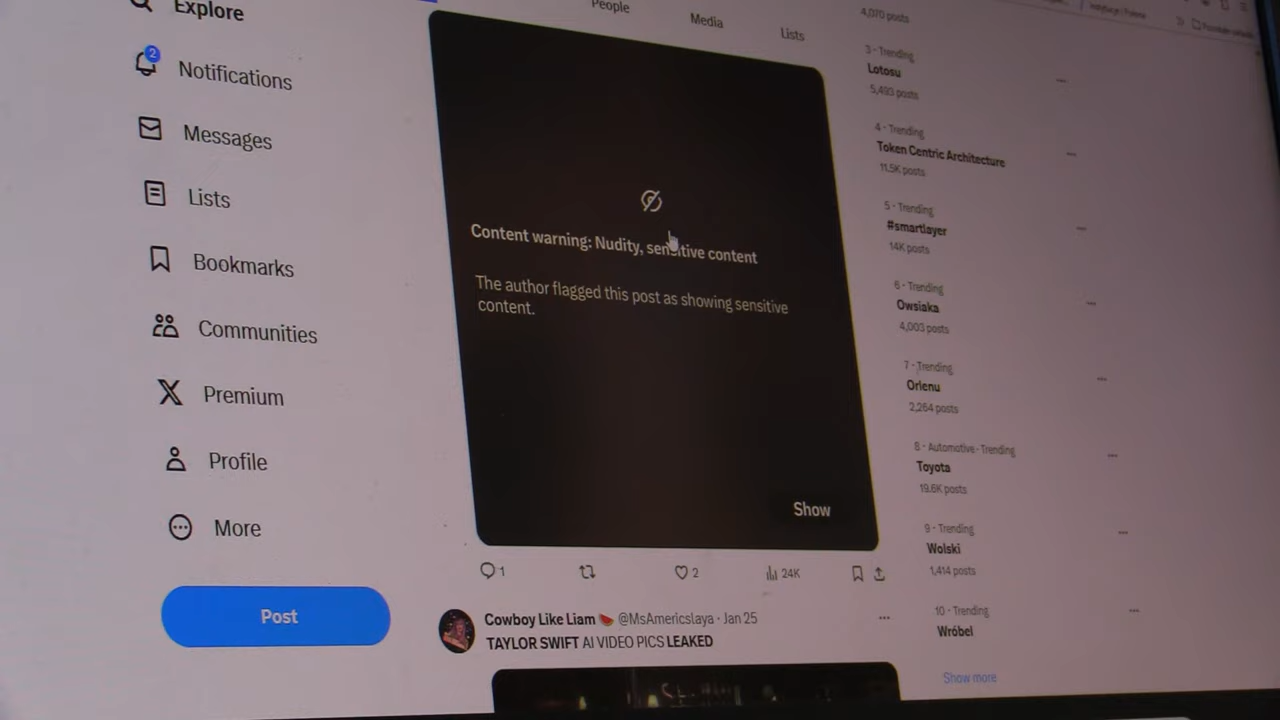 Explore
2
Notifications
Messages
Lists
Bookmarks
Communities
Premium
Profile
More
Post
People
Media
Lists
Content warning: Nudity, sensitive content
The author flagged this post as showing sensitive
content.
Show
1
2
24K
Cowboy Like Liam @MsAmericslaya · Jan 25
TAYLOR SWIFT AI VIDEO PICS LEAKED
4,070 posts
3 · Trending
Lotosu
5,493 posts
4 · Trending
Token Centric Architecture
11.5K posts
5 · Trending
#smartlayer
14K posts
6 · Trending
Owsiaka
4,003 posts
7 · Trending
Orlenu
2,264 posts
8 · Automotive · Trending
Toyota
19.6K posts
9 · Trending
Wolski
1,414 posts
10 · Trending
Wróbel
Show more